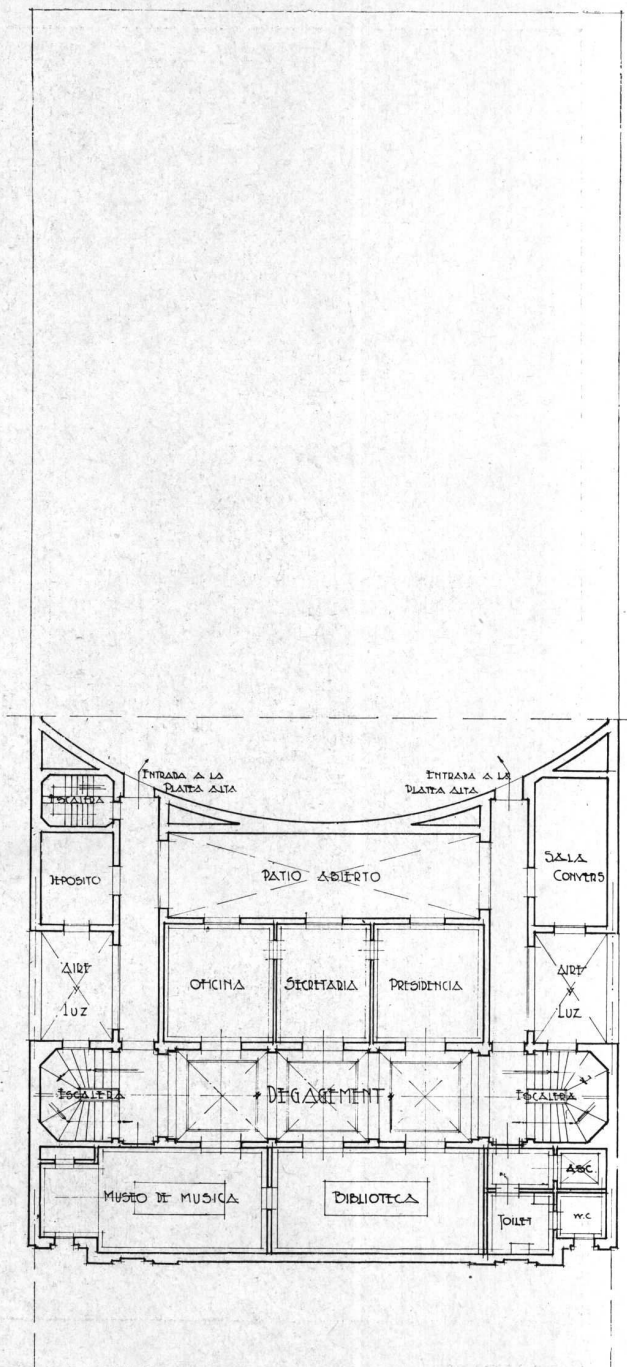 ENTRADA A LA
PLATEA ALTA
ENTRADA A LA
PLATEA ALTA
ESCALERA
SALA
CONVERS
DEPOSITO
PATIO ABIERTO
AIRE
Y
LUZ
OFICINA
SECRETARIA
PRESIDENCIA
AIRE
Y
LUZ
ESCALERA
DEGAGEMENT
ESCALERA
MUSEO DE MUSICA
BIBLIOTECA
ASC.
TOILET
W.C